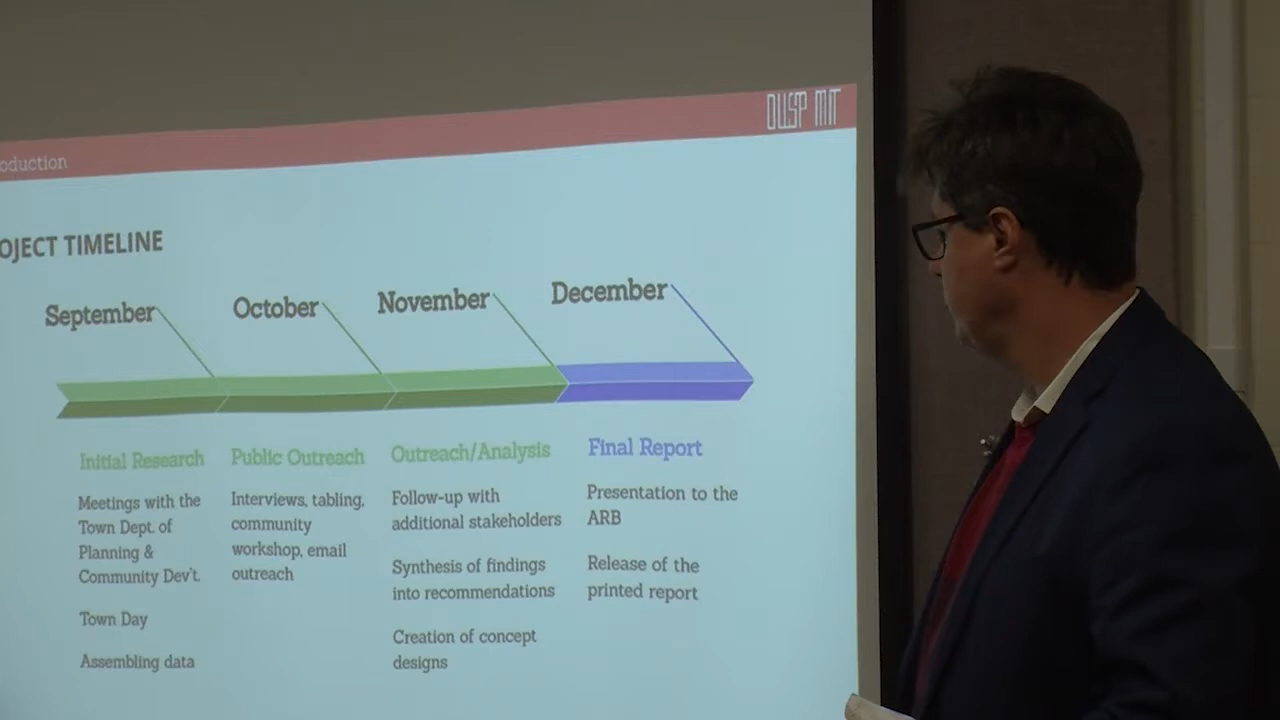 DUSP MIT
oduction
OJECT TIMELINE
September
October
November
December
Initial Research
Meetings with the
Town Dept. of
Planning &
Community Dev't.
Town Day
Assembling data
Public Outreach
Interviews, tabling,
community
workshop, email
outreach
Outreach/Analysis
Follow-up with
additional stakeholders
Synthesis of findings
into recommendations
Creation of concept
designs
Final Report
Presentation to the
ARB
Release of the
printed report